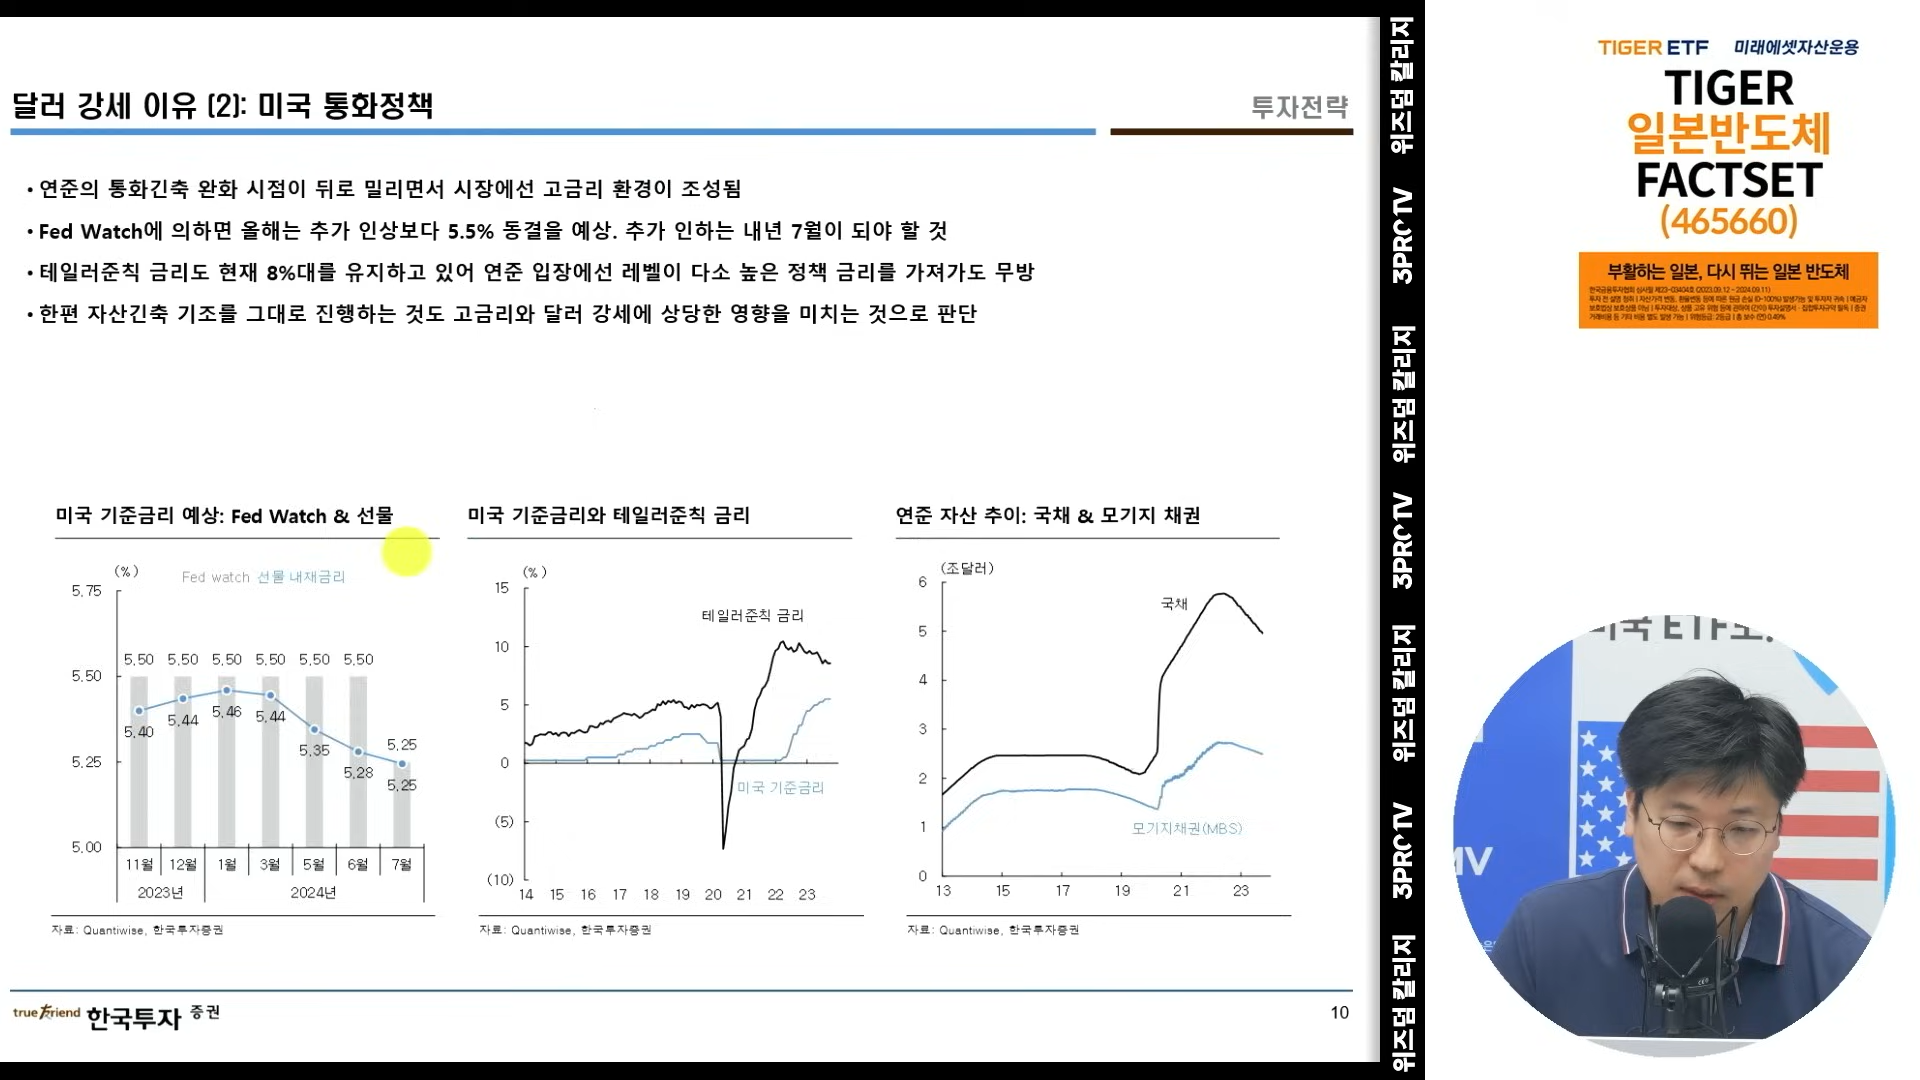 달러 강세 이유 (2): 미국 통화정책
투자전략
• 연준의 통화긴축 완화 시점이 뒤로 밀리면서 시장에선 고금리 환경이 조성됨
• Fed Watch에 의하면 올해는 추가 인상보다 5.5% 동결을 예상. 추가 인하는 내년 7월이 되야 할 것
• 테일러준칙 금리도 현재 8%대를 유지하고 있어 연준 입장에선 레벨이 다소 높은 정책 금리를 가져가도 무방
• 한편 자산긴축 기조를 그대로 진행하는 것도 고금리와 달러 강세에 상당한 영향을 미치는 것으로 판단
미국 기준금리 예상: Fed Watch & 선물
(%)
Fed watch 선물 내재금리
5.75
5.50
5.25
5.00
5.50 5.50 5.50 5.50 5.50 5.50 5.25
5.40 5.44 5.46 5.44 5.35 5.28 5.25
11월 12월 1월 3월 5월 6월 7월
2023년 2024년
자료: Quantiwise, 한국투자증권
미국 기준금리와 테일러준칙 금리
(%)
15
10
5
0
(5)
(10)
테일러준칙 금리
미국 기준금리
14 15 16 17 18 19 20 21 22 23
자료: Quantiwise, 한국투자증권
연준 자산 추이: 국채 & 모기지 채권
(조달러)
6
5
4
3
2
1
0
국채
모기지채권(MBS)
13 15 17 19 21 23
자료: Quantiwise, 한국투자증권
true friend 한국투자 증권
10
위즈덤 칼리지
3PROTV
위즈덤 칼리지
3PROTV
위즈덤 칼리지
3PROTV
위즈덤 칼리지
TIGER ETF 미래에셋자산운용
TIGER
일본반도체
FACTSET
(465660)
부활하는 일본, 다시 뛰는 일본 반도체